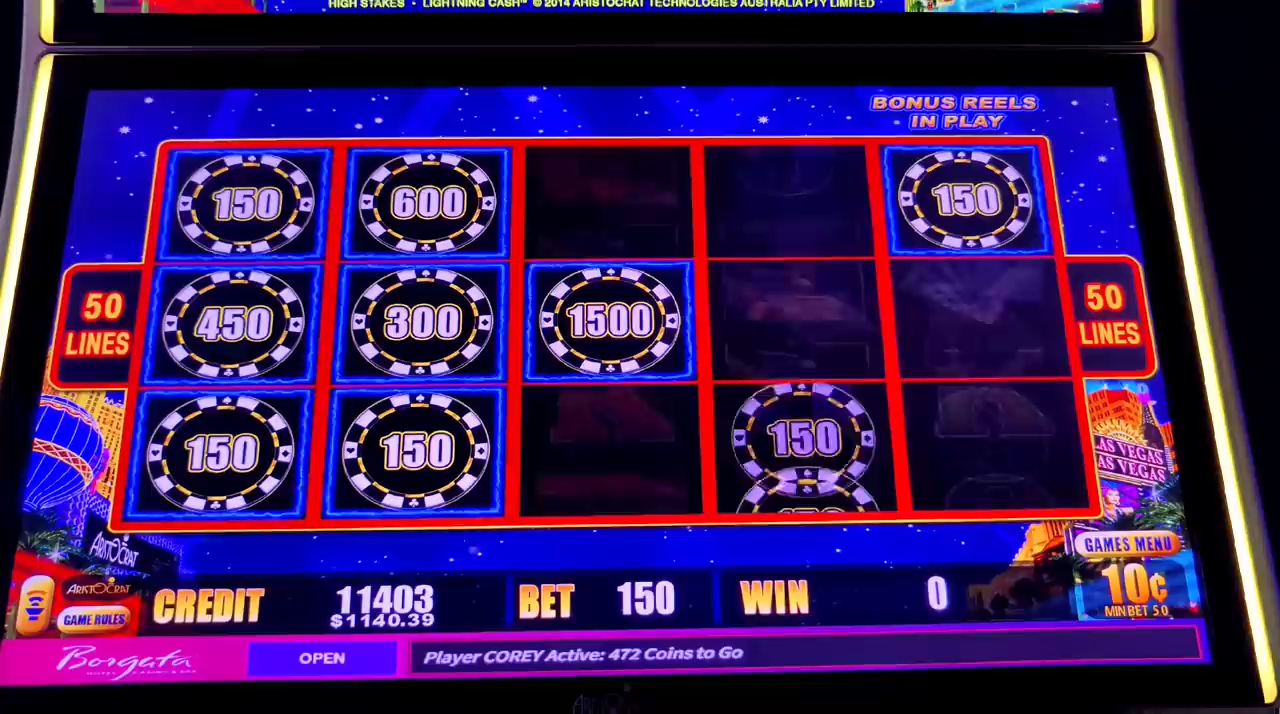 HIGH STAKES • LIGHTNING CASH™ © 2014 ARISTOCRAT TECHNOLOGIES AUSTRALIA PTY LIMITED
BONUS REELS
IN PLAY
150 600 150
50
LINES
450 300 1500
50
LINES
150 150 150
LAS VEGAS
LAS VEGAS
ARISTOCRAT
GAMES MENU
ARISTOCRAT
GAME RULES
CREDIT 11403
$1140.39
BET 150
WIN 0
10¢
MIN BET 50
Borgata
OPEN
Player COREY Active: 472 Coins to Go